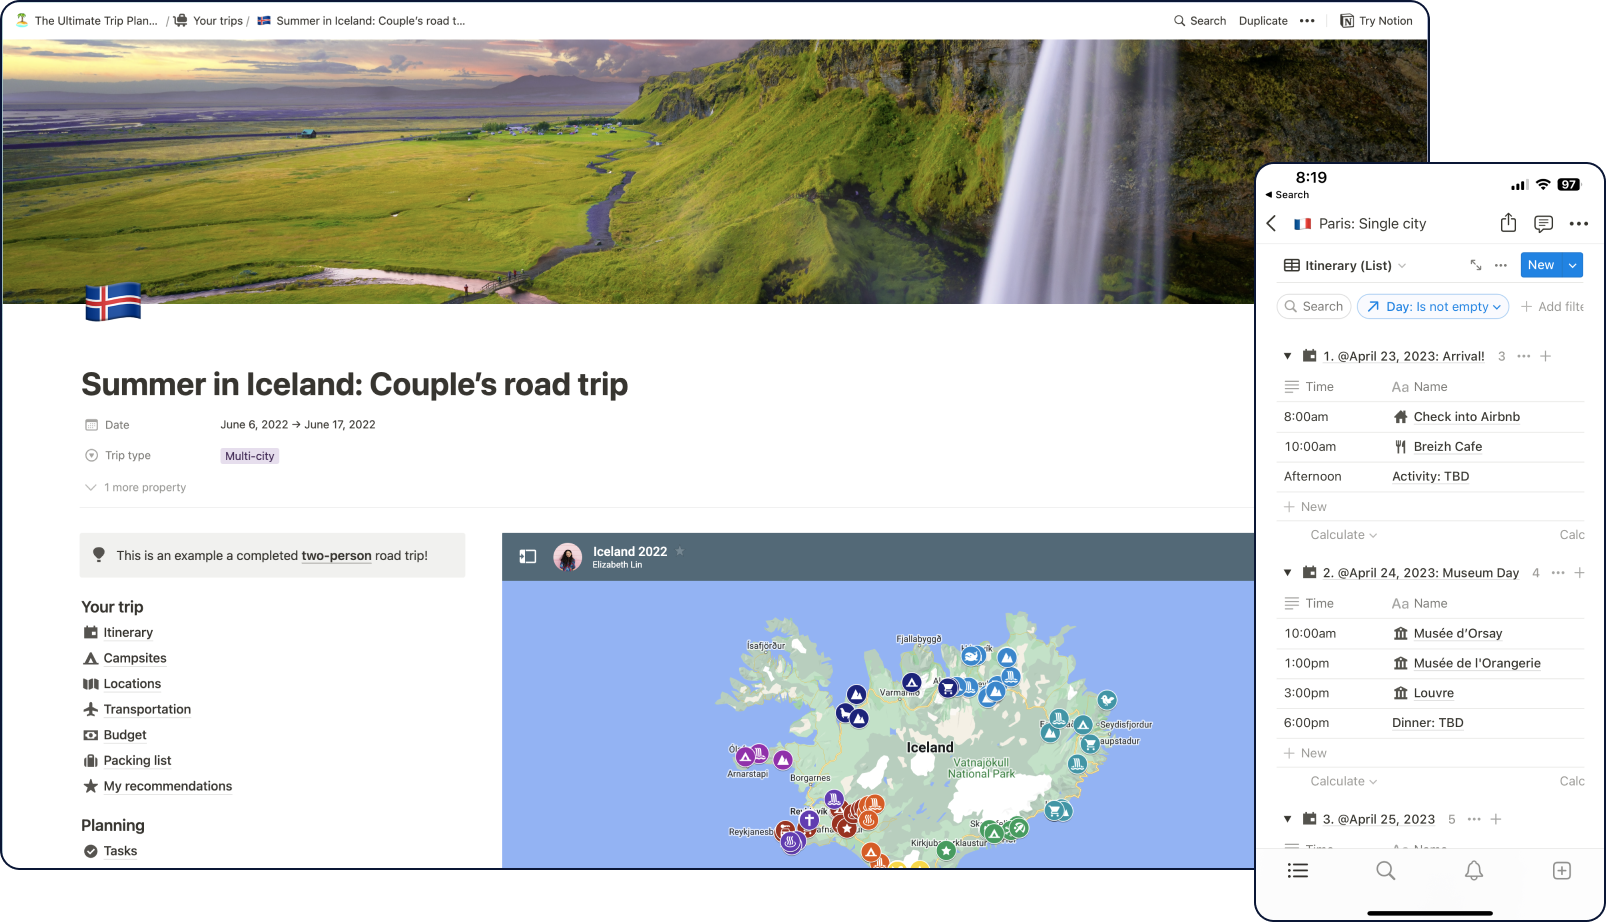 The Ultimate Trip Plan... / Your trips / Summer in Iceland: Couple's road t...
Search Duplicate ••• Try Notion
Summer in Iceland: Couple’s road trip
Date June 6, 2022 → June 17, 2022
Trip type Multi-city
1 more property
This is an example a completed two-person road trip!
Your trip
Itinerary
Campsites
Locations
Transportation
Budget
Packing list
My recommendations
Planning
Tasks
Iceland 2022
Elizabeth Lin
Ísafjörður
Fjallabyggð
Seydisfjordur
Iceland
Vatnajökull
National Park
Arnarstapi
Borgarnes
8:19
97
Search
Paris: Single city
Itinerary (List)
New
Search
Day: Is not empty
+ Add filte
1. @April 23, 2023: Arrival! 3 ••• +
Time Aa Name
8:00am Check into Airbnb
10:00am Breizh Cafe
Afternoon Activity: TBD
+ New
Calculate Calc
2. @April 24, 2023: Museum Day 4 ••• +
Time Aa Name
10:00am Musée d’Orsay
1:00pm Musée de l'Orangerie
3:00pm Louvre
6:00pm Dinner: TBD
+ New
Calculate Calc
3. @April 25, 2023 5 ••• +
Time Aa Name